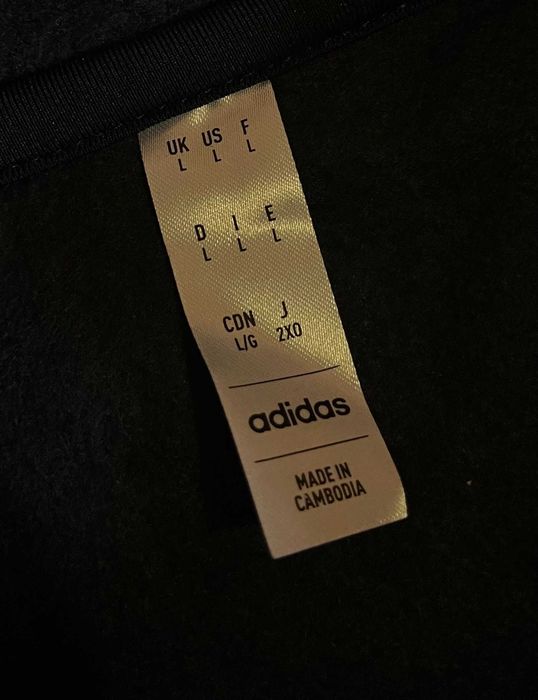 UK US F
L L L
D I E
L L L
CDN J
L/G 2XO
adidas
MADE IN
CAMBODIA